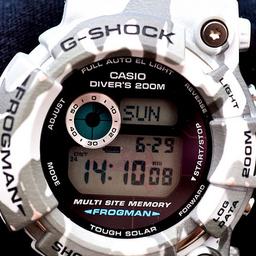 G-SHOCK
FULL AUTO EL LIGHT
CASIO
DIVER'S 200M
ADJUST
REVERSE
LIGHT
FROGMAN
SUN
6-29
14:10 08
MODE
START/STOP
200M
MULTI SITE MEMORY
FROGMAN
FORWARD
TOUGH SOLAR
LOG DATA
SHOCK